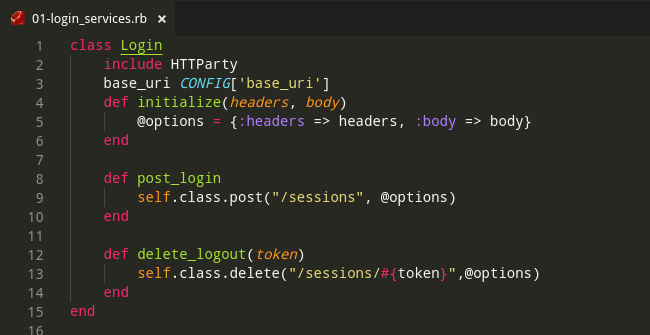 01-login_services.rb ×
1 class Login
2     include HTTParty
3     base_uri CONFIG['base_uri']
4     def initialize(headers, body)
5         @options = {:headers => headers, :body => body}
6     end
7
8     def post_login
9         self.class.post("/sessions", @options)
10     end
11
12     def delete_logout(token)
13         self.class.delete("/sessions/#{token}",@options)
14     end
15 end
16